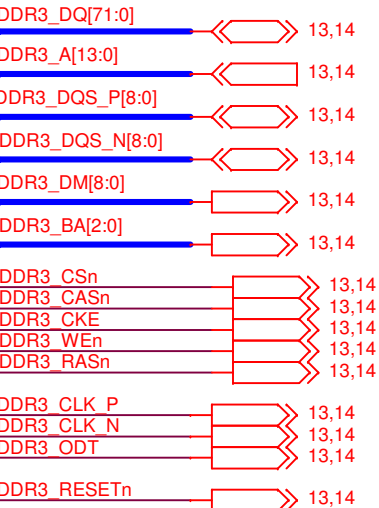 DDR3_DQ[71:0] 13,14
DDR3_A[13:0] 13,14
DDR3_DQS_P[8:0] 13,14
DDR3_DQS_N[8:0] 13,14
DDR3_DM[8:0] 13,14
DDR3_BA[2:0] 13,14
DDR3_CSn 13,14
DDR3_CASn 13,14
DDR3_CKE 13,14
DDR3_WEn 13,14
DDR3_RASn 13,14
DDR3_CLK_P 13,14
DDR3_CLK_N 13,14
DDR3_ODT 13,14
DDR3_RESETn 13,14